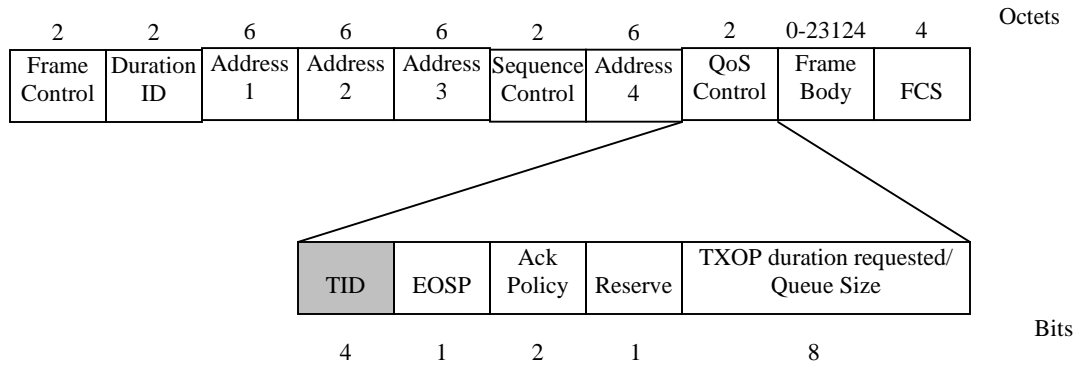 Octets
2 2 6 6 6 2 6 2 0-23124 4
Frame Control
Duration ID
Address 1
Address 2
Address 3
Sequence Control
Address 4
QoS Control
Frame Body
FCS
TID
EOSP
Ack Policy
Reserve
TXOP duration requested/
Queue Size
Bits
4 1 2 1 8